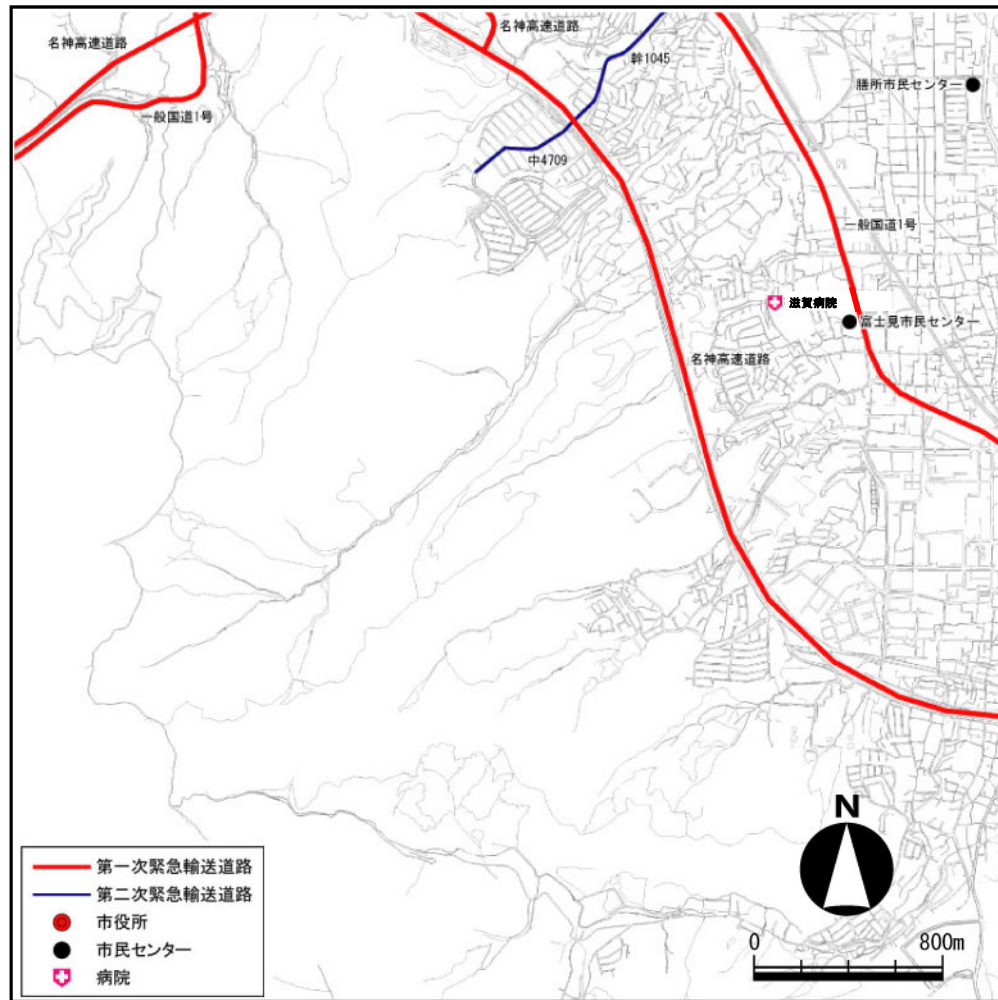 名神高速道路
名神高速道路
幹1045
膳所市民センター
一般国道1号
中4709
一般国道1号
滋賀病院
富士見市民センター
名神高速道路
N
0 800m
第一次緊急輸送道路
第二次緊急輸送道路
市役所
市民センター
病院